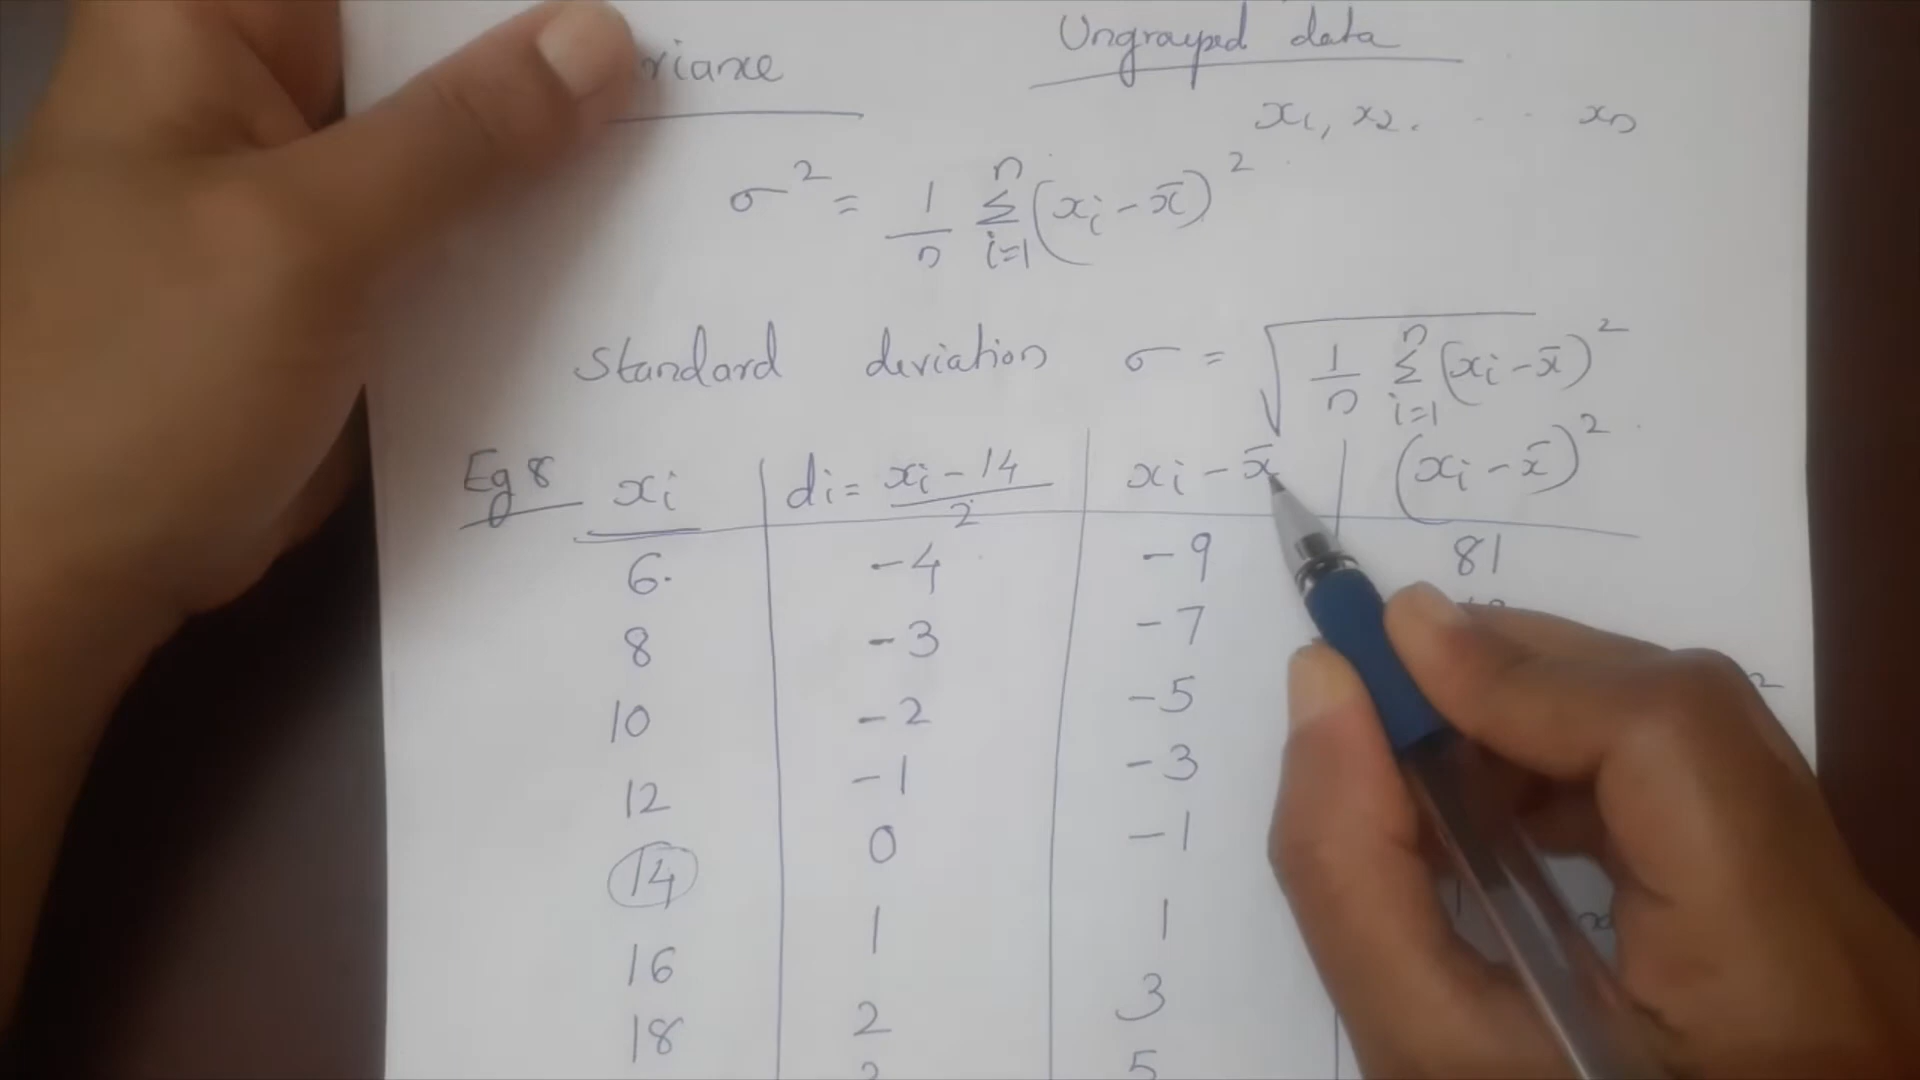 riance
Ungrouped data
x₁, x₂. . . xₙ
σ² = 1/n Σⁿᵢ₌₁ (xᵢ - x̄)²
Standard deviation σ = √(1/n Σⁿᵢ₌₁ (xᵢ - x̄)²)
Eg 8 xᵢ | dᵢ = (xᵢ - 14)/2 | xᵢ - x̄ | (xᵢ - x̄)²
6. -4 -9 81
8 -3 -7
10 -2 -5
12 -1 -3
14 0 -1
16 1 1
18 2 3
5